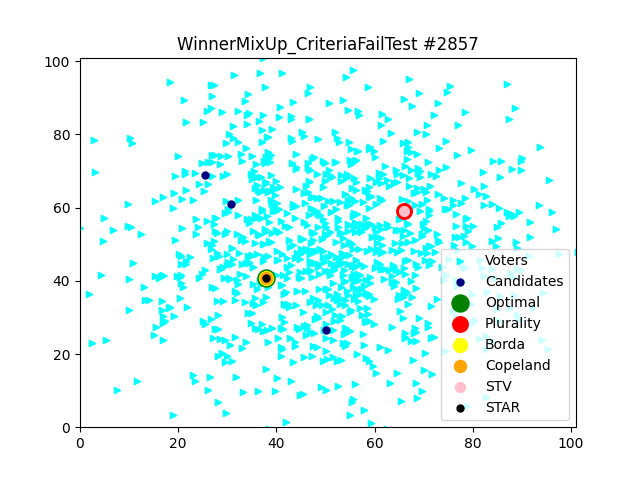 WinnerMixUp_CriteriaFailTest #2857
100
80
60
40
20
0
0
20
40
60
80
100
Voters
Candidates
Optimal
Plurality
Borda
Copeland
STV
STAR